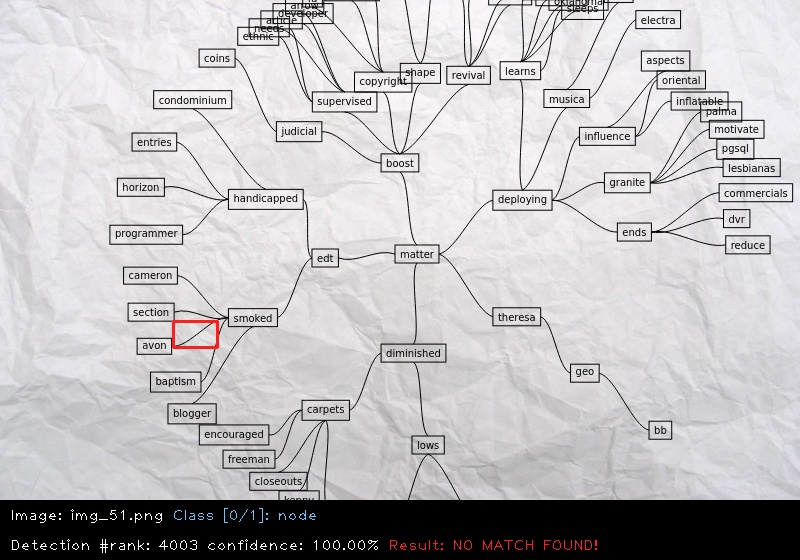 arrow
oklahoma
developer
sleeps
article
electra
needs
ethnic
coins
aspects
shape
learns
revival
oriental
copyright
condominium
supervised
musica
inflatable
palma
judicial
influence
motivate
entries
pgsql
boost
lesbianas
horizon
granite
commercials
handicapped
deploying
dvr
programmer
ends
reduce
edt
matter
cameron
section
smoked
theresa
avon
diminished
baptism
geo
blogger
carpets
encouraged
bb
lows
freeman
closeouts
kenny
Image: img_51.png Class [0/1]: node
Detection #rank: 4003 confidence: 100.00% Result: NO MATCH FOUND!